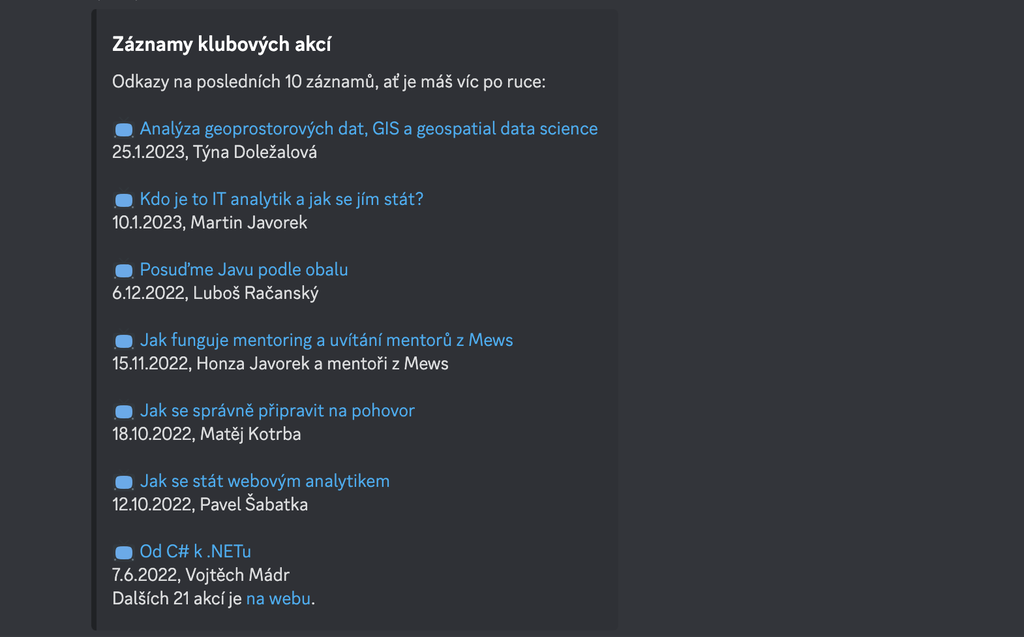 Záznamy klubových akcí
Odkazy na posledních 10 záznamů, ať je máš víc po ruce:
Analýza geoprostorových dat, GIS a geospatial data science
25.1.2023, Týna Doležalová
Kdo je to IT analytik a jak se jím stát?
10.1.2023, Martin Javorek
Posuďme Javu podle obalu
6.12.2022, Luboš Račanský
Jak funguje mentoring a uvítání mentorů z Mews
15.11.2022, Honza Javorek a mentoři z Mews
Jak se správně připravit na pohovor
18.10.2022, Matěj Kotrba
Jak se stát webovým analytikem
12.10.2022, Pavel Šabatka
Od C# k .NETu
7.6.2022, Vojtěch Mádr
Dalších 21 akcí je na webu.